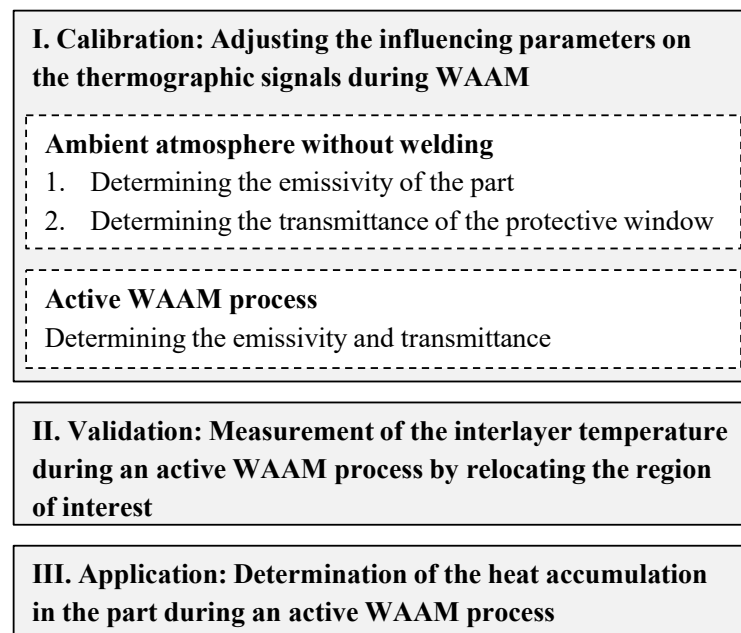 I. Calibration: Adjusting the influencing parameters on
the thermographic signals during WAAM
Ambient atmosphere without welding
1. Determining the emissivity of the part
2. Determining the transmittance of the protective window
Active WAAM process
Determining the emissivity and transmittance
II. Validation: Measurement of the interlayer temperature
during an active WAAM process by relocating the region
of interest
III. Application: Determination of the heat accumulation
in the part during an active WAAM process